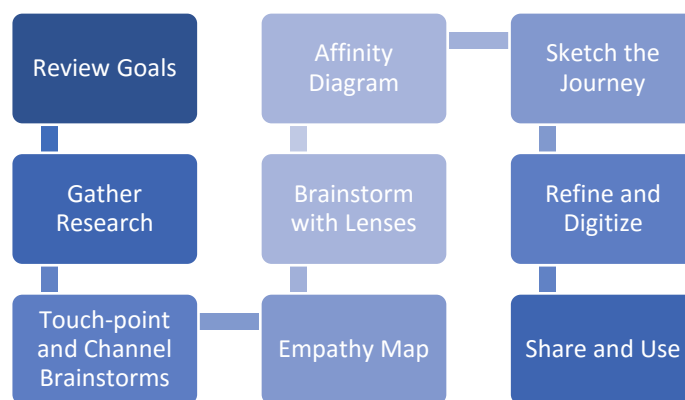 Review Goals
Gather
Research
Touch-point
and Channel
Brainstorms
Empathy Map
Brainstorm
with Lenses
Affinity
Diagram
Sketch the
Journey
Refine and
Digitize
Share and Use